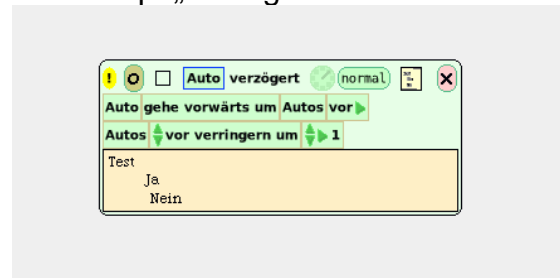 ! O Auto verzögert normal
Auto gehe vorwärts um Autos vor
Autos vor verringern um 1
Test
Ja
Nein